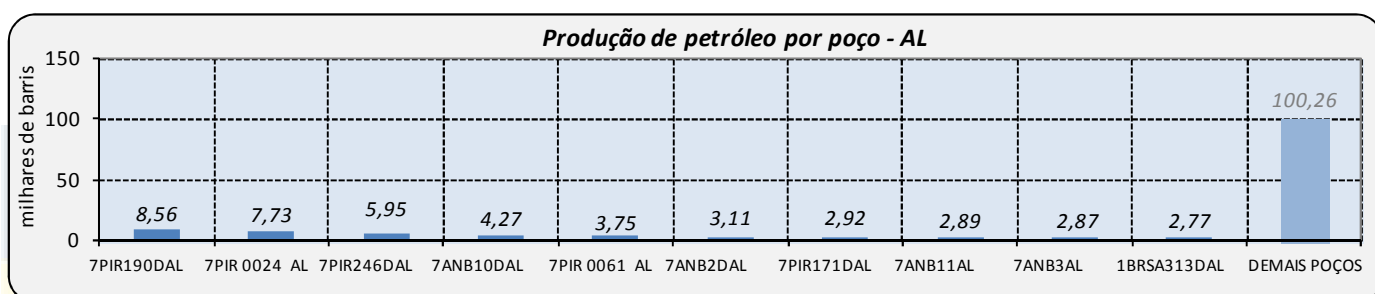 Produção de petróleo por poço - AL
milhares de barris
150
100
50
0
8,56 7,73 5,95 4,27 3,75 3,11 2,92 2,89 2,87 2,77 100,26
7PIR190DAL 7PIR 0024 AL 7PIR246DAL 7ANB10DAL 7PIR 0061 AL 7ANB2DAL 7PIR171DAL 7ANB11AL 7ANB3AL 1BRSA313DAL DEMAIS POÇOS